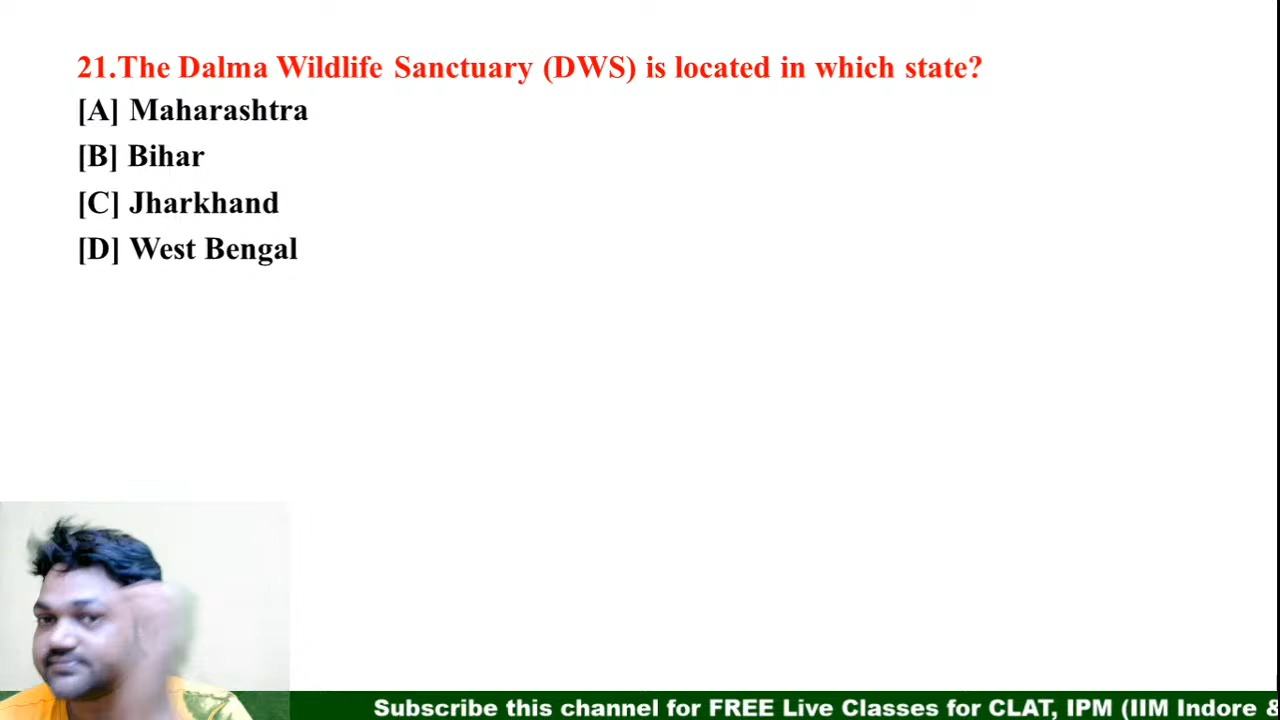 21.The Dalma Wildlife Sanctuary (DWS) is located in which state?
[A] Maharashtra
[B] Bihar
[C] Jharkhand
[D] West Bengal
Subscribe this channel for FREE Live Classes for CLAT, IPM (IIM Indore &